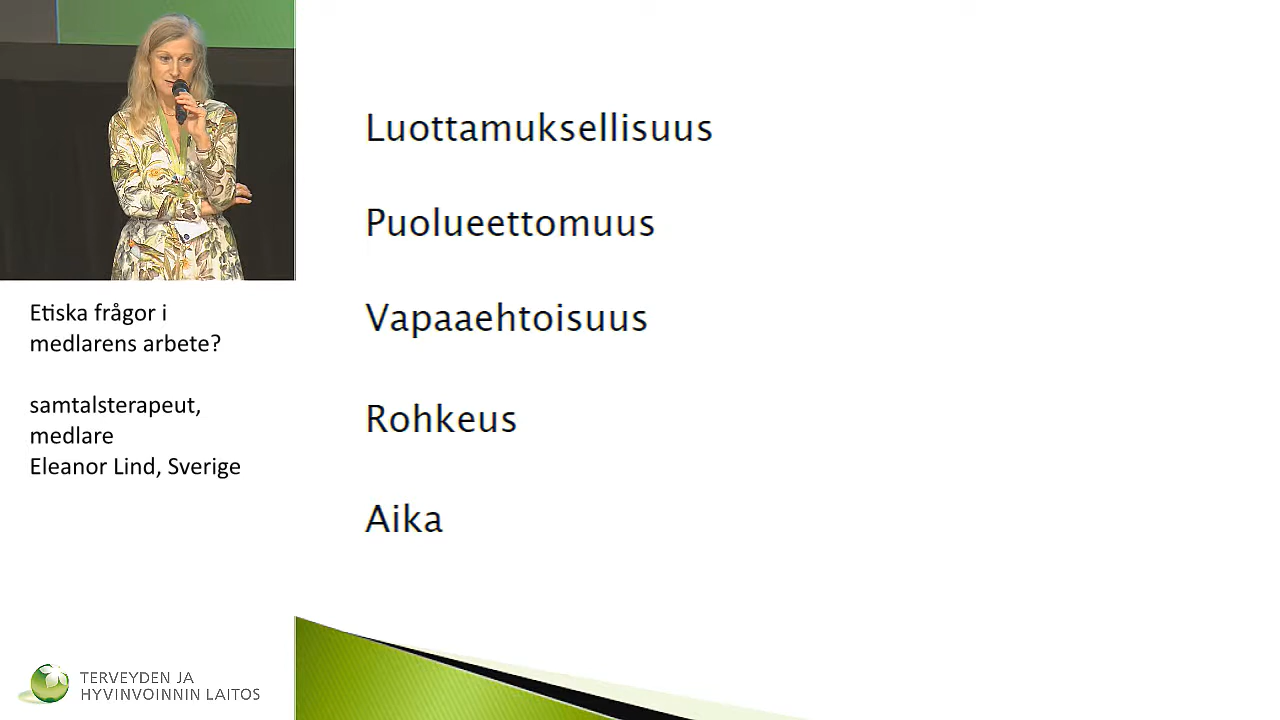 Luottamuksellisuus
Puolueettomuus
Vapaaehtoisuus
Rohkeus
Aika
Etiska frågor i
medlarens arbete?
samtalsterapeut,
medlare
Eleanor Lind, Sverige
TERVEYDEN JA
HYVINVOINNIN LAITOS